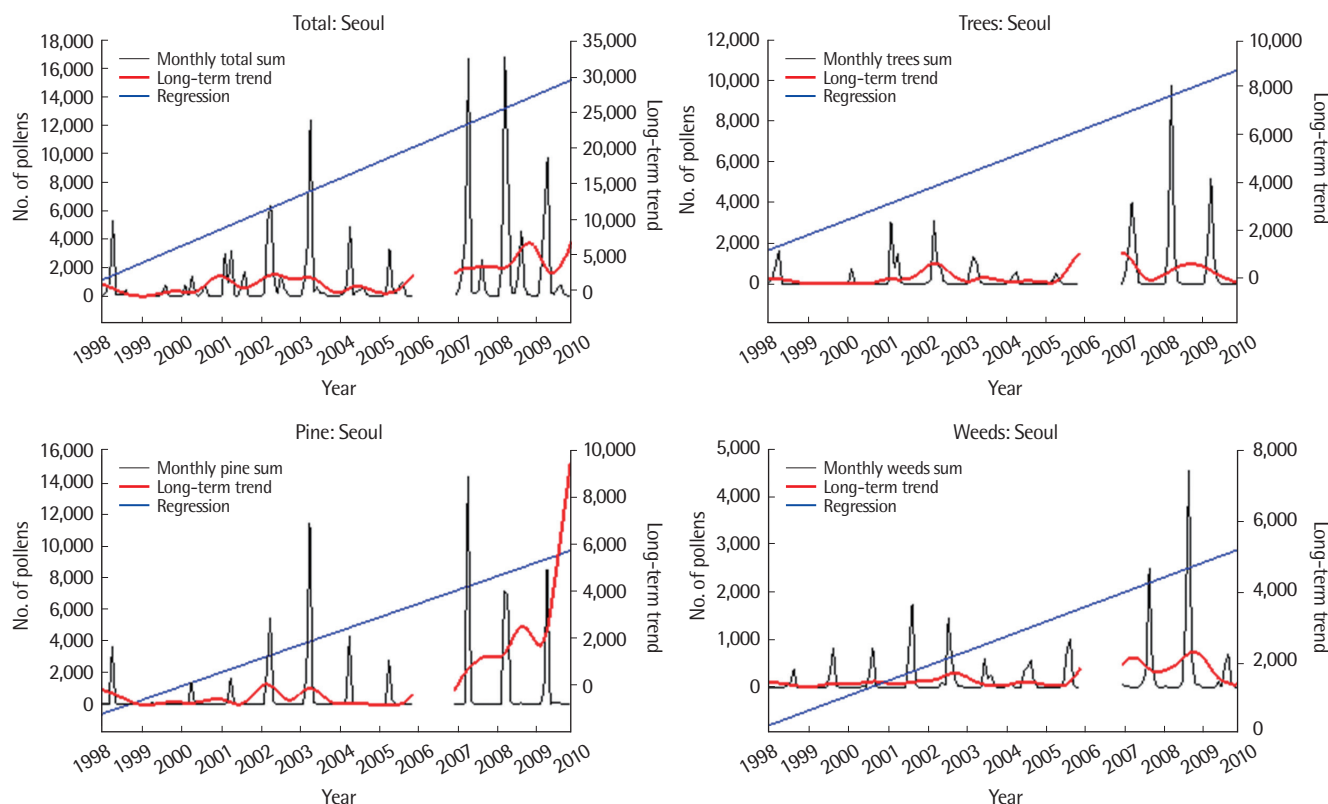 Total: Seoul
18,000
16,000
14,000
12,000
10,000
8,000
6,000
4,000
2,000
0
No. of pollens
Monthly total sum
Long-term trend
Regression
35,000
30,000
25,000
20,000
15,000
10,000
5,000
0
Long-term trend
1998 1999 2000 2001 2002 2003 2004 2005 2006 2007 2008 2009 2010
Year
Trees: Seoul
12,000
10,000
8,000
6,000
4,000
2,000
0
No. of pollens
Monthly trees sum
Long-term trend
Regression
10,000
8,000
6,000
4,000
2,000
0
Long-term trend
1998 1999 2000 2001 2002 2003 2004 2005 2006 2007 2008 2009 2010
Year
Pine: Seoul
16,000
14,000
12,000
10,000
8,000
6,000
4,000
2,000
0
No. of pollens
Monthly pine sum
Long-term trend
Regression
10,000
8,000
6,000
4,000
2,000
0
Long-term trend
1998 1999 2000 2001 2002 2003 2004 2005 2006 2007 2008 2009 2010
Year
Weeds: Seoul
5,000
4,000
3,000
2,000
1,000
0
No. of pollens
Monthly weeds sum
Long-term trend
Regression
8,000
6,000
4,000
2,000
0
Long-term trend
1998 1999 2000 2001 2002 2003 2004 2005 2006 2007 2008 2009 2010
Year